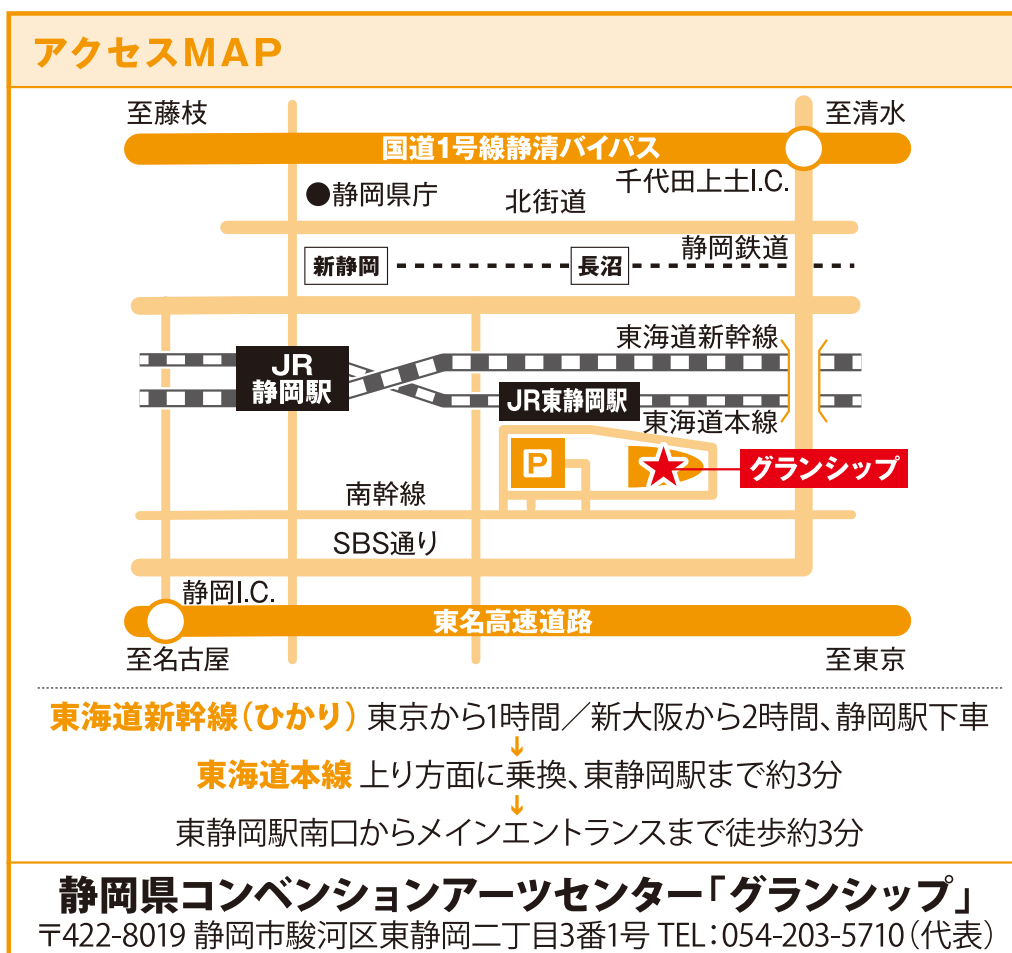 アクセスMAP
至藤枝
至清水
国道1号線静清バイパス
千代田上土I.C.
●静岡県庁
北街道
静岡鉄道
新静岡
長沼
東海道新幹線
JR
静岡駅
JR東静岡駅
東海道本線
P
グランシップ
南幹線
SBS通り
静岡I.C.
東名高速道路
至名古屋
至東京
東海道新幹線(ひかり) 東京から1時間/新大阪から2時間、静岡駅下車
↓
東海道本線 上り方面に乗換、東静岡駅まで約3分
↓
東静岡駅南口からメインエントランスまで徒歩約3分
静岡県コンベンションアーツセンター「グランシップ」
〒422-8019 静岡市駿河区東静岡二丁目3番1号 TEL:054-203-5710(代表)